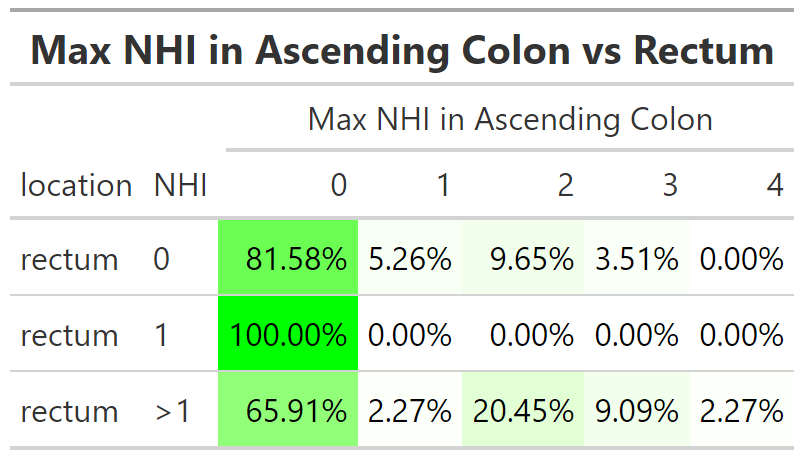 Max NHI in Ascending Colon vs Rectum
Max NHI in Ascending Colon
location NHI 0 1 2 3 4
rectum 0 81.58% 5.26% 9.65% 3.51% 0.00%
rectum 1 100.00% 0.00% 0.00% 0.00% 0.00%
rectum >1 65.91% 2.27% 20.45% 9.09% 2.27%